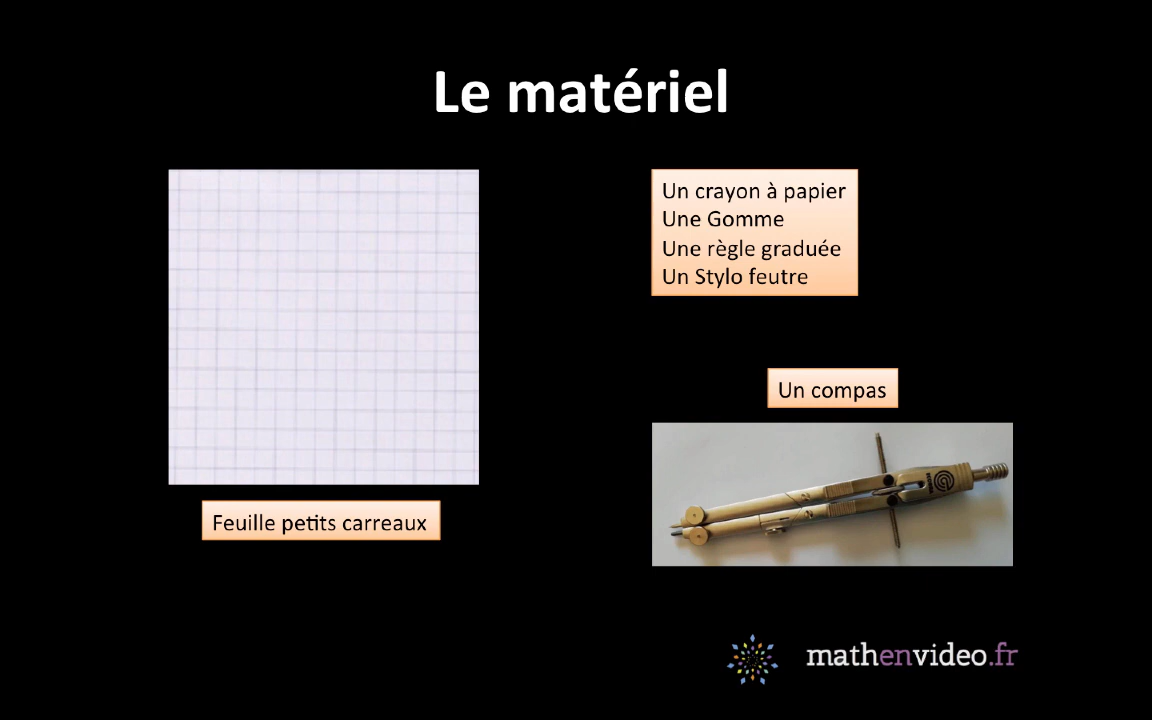 Le matériel
Un crayon à papier
Une Gomme
Une règle graduée
Un Stylo feutre
Un compas
Feuille petits carreaux
mathenvideo.fr